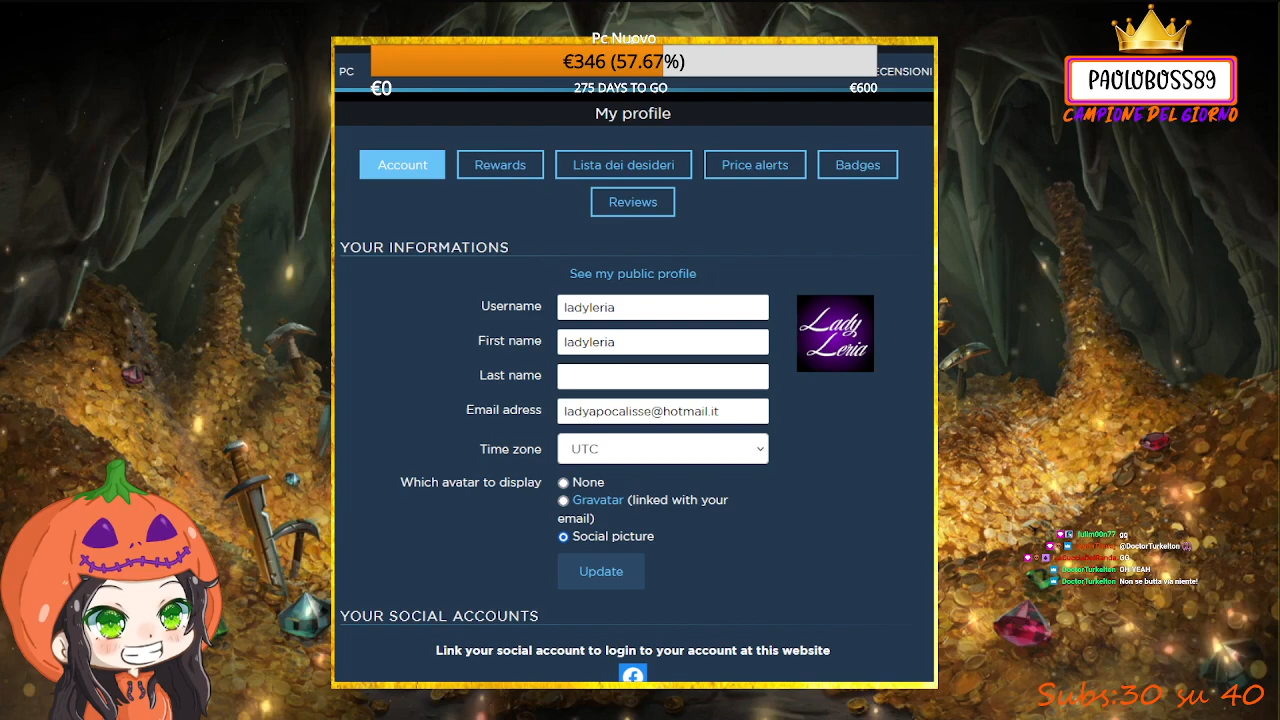 Pc Nuovo
€346 (57.67%)
PC
ECENSIONI
€0
275 DAYS TO GO
€600
My profile
Account
Rewards
Lista dei desideri
Price alerts
Badges
Reviews
YOUR INFORMATIONS
See my public profile
Username
ladyleria
First name
ladyleria
Last name
Email adress
ladyapocalisse@hotmail.it
Time zone
UTC
Which avatar to display
None
Gravatar (linked with your
email)
Social picture
Update
YOUR SOCIAL ACCOUNTS
Link your social account to login to your account at this website
Lady
Leria
PAOLOBOSS89
CAMPIONE DEL GIORNO
fullm00n77 gg
@DoctorTurkelton
GG
DoctorTurkelton OH YEAH
DoctorTurkelton Non se butta via niente!
Subs:30 su 40